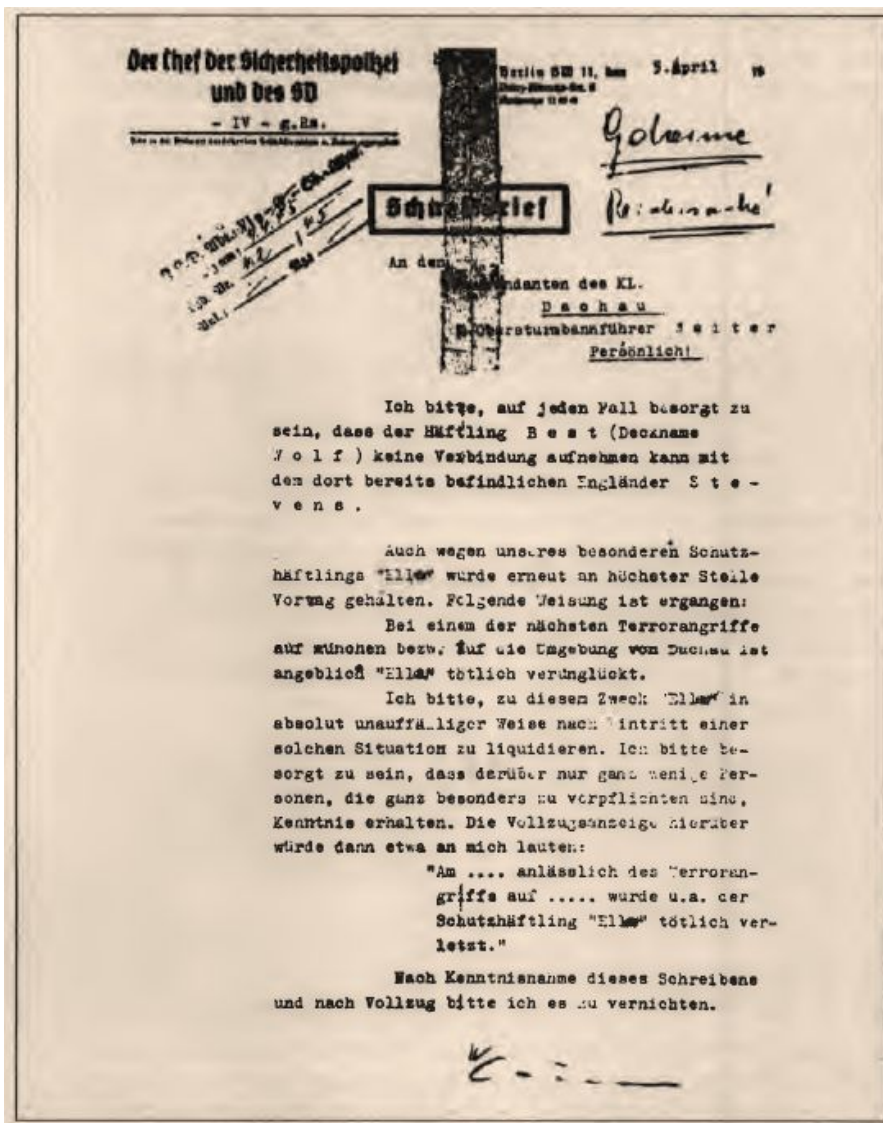 Der Chef der Sicherheitspolizei
und des SD
- IV - g.Rs.
Berlin SW 11, den 5. April 19
Geheime
Reichssache
Schnellbrief
An den
Kommandanten des KL.
Dachau
Obersturmbannführer Weiter
Persönlich!
Ich bitte, auf jeden Fall besorgt zu
sein, dass der Häftling B e s t (Deckname
W o l f ) keine Verbindung aufnehmen kann mit
dem dort bereits befindlichen Engländer S t e -
v e n s .
Auch wegen unseres besonderen Schutz-
häftlings "Eller" wurde erneut an höchster Stelle
Vortrag gehalten. Folgende Weisung ist ergangen:
Bei einem der nächsten Terrorangriffe
auf München bezw. auf die Umgebung von Dachau ist
angeblich "Eller" tötlich verunglückt.
Ich bitte, zu diesem Zweck "Eller" in
absolut unauffälliger Weise nach Eintritt einer
solchen Situation zu liquidieren. Ich bitte be-
sorgt zu sein, dass darüber nur ganz wenige Per-
sonen, die ganz besonders zu verpflichten sind,
Kenntnis erhalten. Die Vollzugsanzeige hierüber
würde dann etwa an mich lauten:
"Am .... anlässlich des Terroran-
griffs auf ..... wurde u.a. der
Schutzhäftling "Eller" tötlich ver-
letzt."
Nach Kenntnisnahme dieses Schreibens
und nach Vollzug bitte ich es zu vernichten.